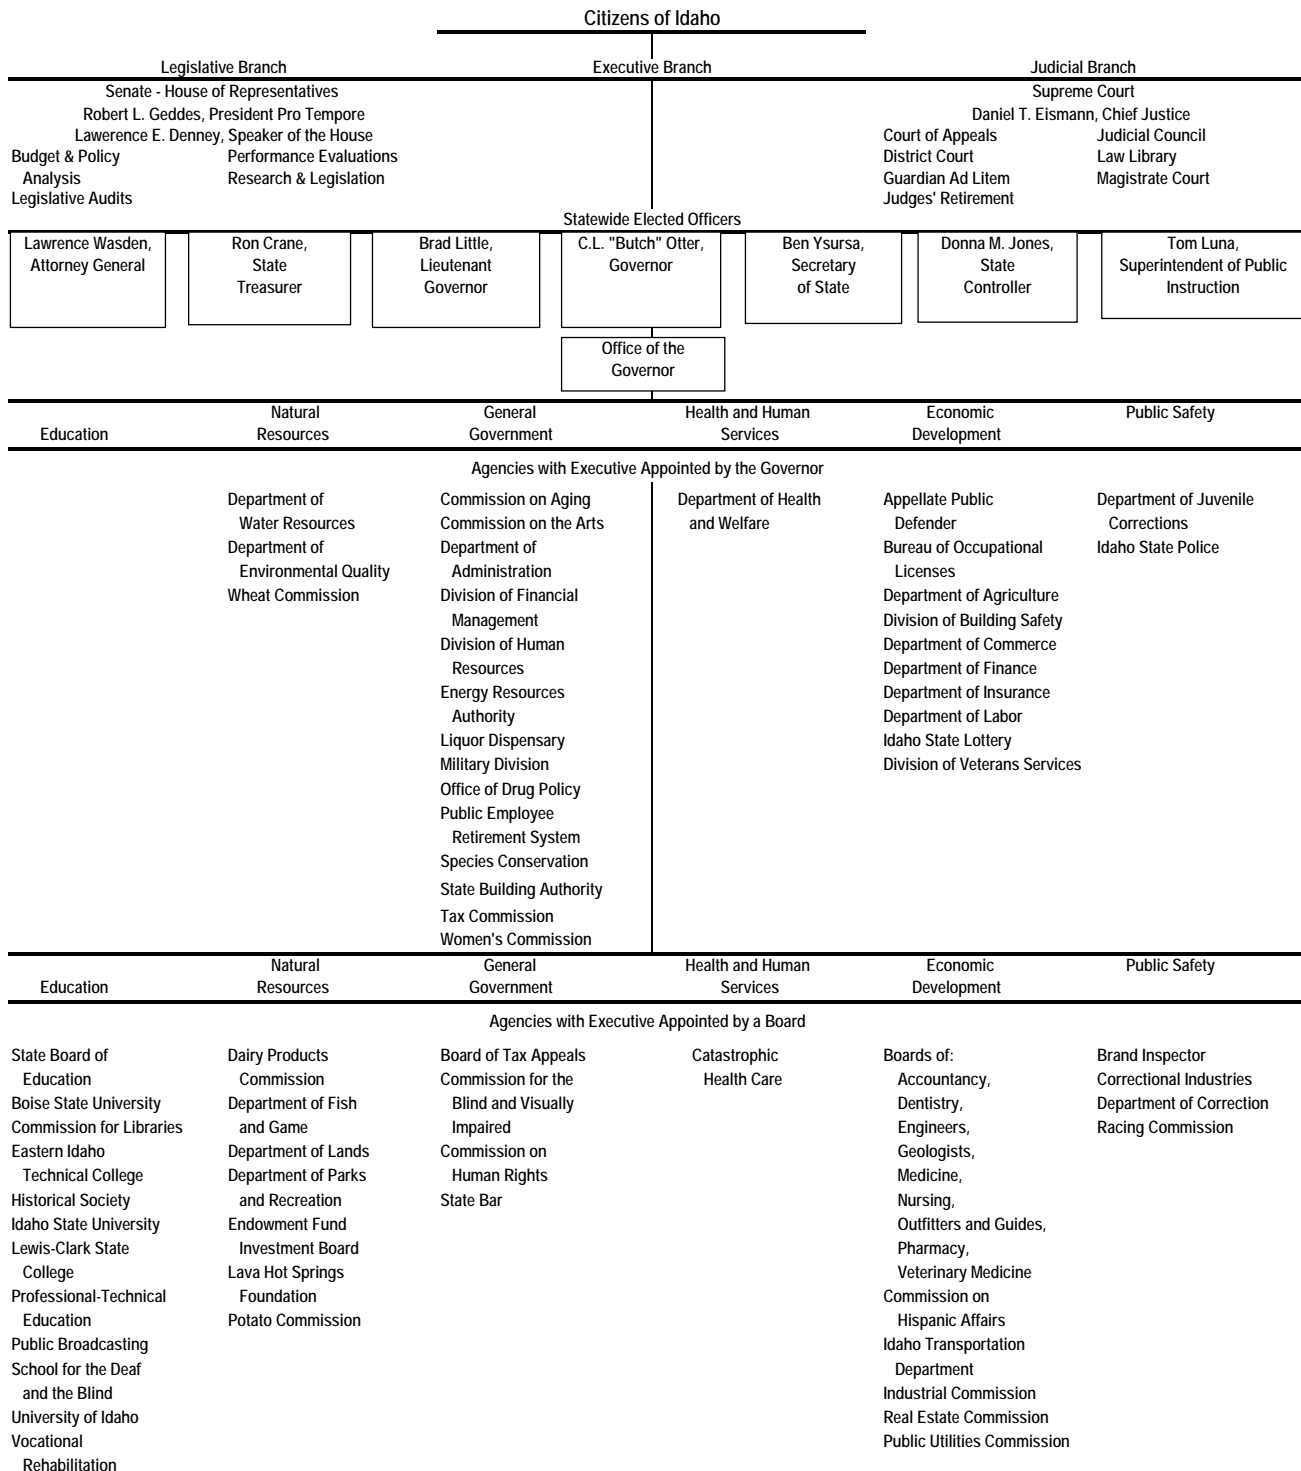 Citizens of Idaho
Legislative Branch
Executive Branch
Judicial Branch
Senate - House of Representatives
Robert L. Geddes, President Pro Tempore
Lawerence E. Denney, Speaker of the House
Budget & Policy
Analysis
Legislative Audits
Performance Evaluations
Research & Legislation
Supreme Court
Daniel T. Eismann, Chief Justice
Court of Appeals
District Court
Guardian Ad Litem
Judges' Retirement
Judicial Council
Law Library
Magistrate Court
Statewide Elected Officers
Lawrence Wasden,
Attorney General
Ron Crane,
State
Treasurer
Brad Little,
Lieutenant
Governor
C.L. "Butch" Otter,
Governor
Ben Ysursa,
Secretary
of State
Donna M. Jones,
State
Controller
Tom Luna,
Superintendent of Public
Instruction
Office of the
Governor
Education
Natural
Resources
General
Government
Health and Human
Services
Economic
Development
Public Safety
Agencies with Executive Appointed by the Governor
Department of
Water Resources
Department of
Environmental Quality
Wheat Commission
Commission on Aging
Commission on the Arts
Department of
Administration
Division of Financial
Management
Division of Human
Resources
Energy Resources
Authority
Liquor Dispensary
Military Division
Office of Drug Policy
Public Employee
Retirement System
Species Conservation
State Building Authority
Tax Commission
Women's Commission
Department of Health
and Welfare
Appellate Public
Defender
Bureau of Occupational
Licenses
Department of Agriculture
Division of Building Safety
Department of Commerce
Department of Finance
Department of Insurance
Department of Labor
Idaho State Lottery
Division of Veterans Services
Department of Juvenile
Corrections
Idaho State Police
Education
Natural
Resources
General
Government
Health and Human
Services
Economic
Development
Public Safety
Agencies with Executive Appointed by a Board
State Board of
Education
Boise State University
Commission for Libraries
Eastern Idaho
Technical College
Historical Society
Idaho State University
Lewis-Clark State
College
Professional-Technical
Education
Public Broadcasting
School for the Deaf
and the Blind
University of Idaho
Vocational
Rehabilitation
Dairy Products
Commission
Department of Fish
and Game
Department of Lands
Department of Parks
and Recreation
Endowment Fund
Investment Board
Lava Hot Springs
Foundation
Potato Commission
Board of Tax Appeals
Commission for the
Blind and Visually
Impaired
Commission on
Human Rights
State Bar
Catastrophic
Health Care
Boards of:
Accountancy,
Dentistry,
Engineers,
Geologists,
Medicine,
Nursing,
Outfitters and Guides,
Pharmacy,
Veterinary Medicine
Commission on
Hispanic Affairs
Idaho Transportation
Department
Industrial Commission
Real Estate Commission
Public Utilities Commission
Brand Inspector
Correctional Industries
Department of Correction
Racing Commission